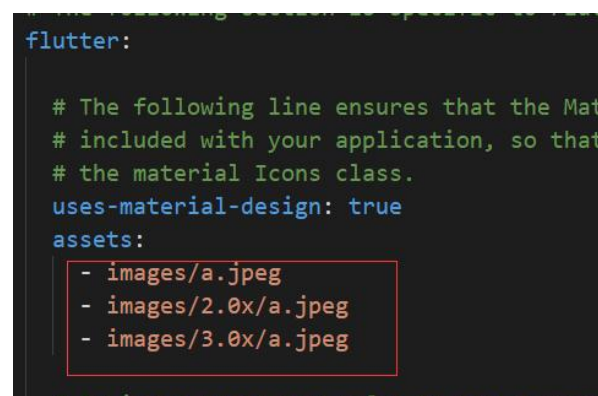 flutter:
# The following line ensures that the Mat
# included with your application, so that
# the material Icons class.
uses-material-design: true
assets:
- images/a.jpeg
- images/2.0x/a.jpeg
- images/3.0x/a.jpeg